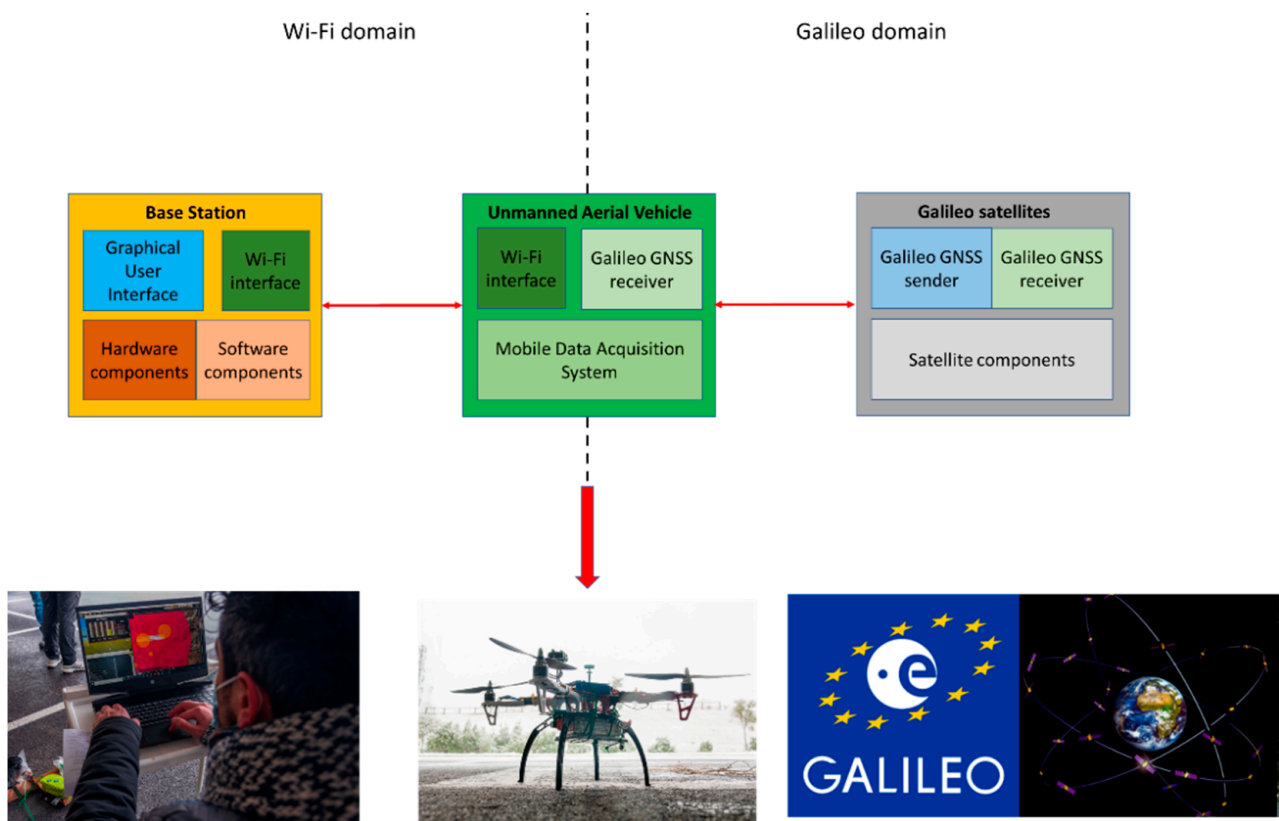 Wi-Fi domain
Galileo domain
Base Station
Graphical
User
Interface
Wi-Fi
interface
Hardware
components
Software
components
Unmanned Aerial Vehicle
Wi-Fi
interface
Galileo GNSS
receiver
Mobile Data Acquisition
System
Galileo satellites
Galileo GNSS
sender
Galileo GNSS
receiver
Satellite components
GALILEO